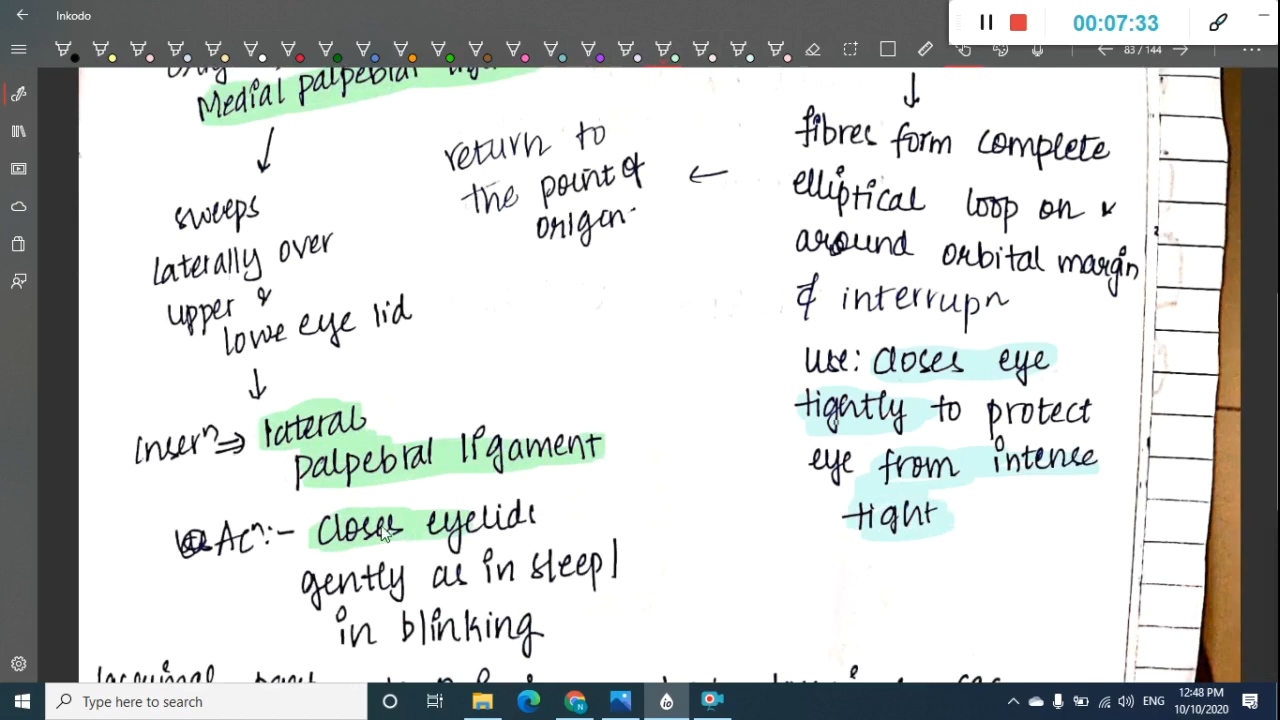 Inkodo
00:07:33
83 / 144
Medial palpebral
sweeps
laterally over
upper &
lowe eye lid
Insern ⇒ lateral
palpebral ligament
Acn:- Closes eyelids
gently as in sleep/
in blinking
return to
the point of
origin.
fibres form complete
elliptical loop on &
around orbital margin
interrupn
use: closes eye
tightly to protect
eye from intense
light
Type here to search
ENG
12:48 PM
10/10/2020